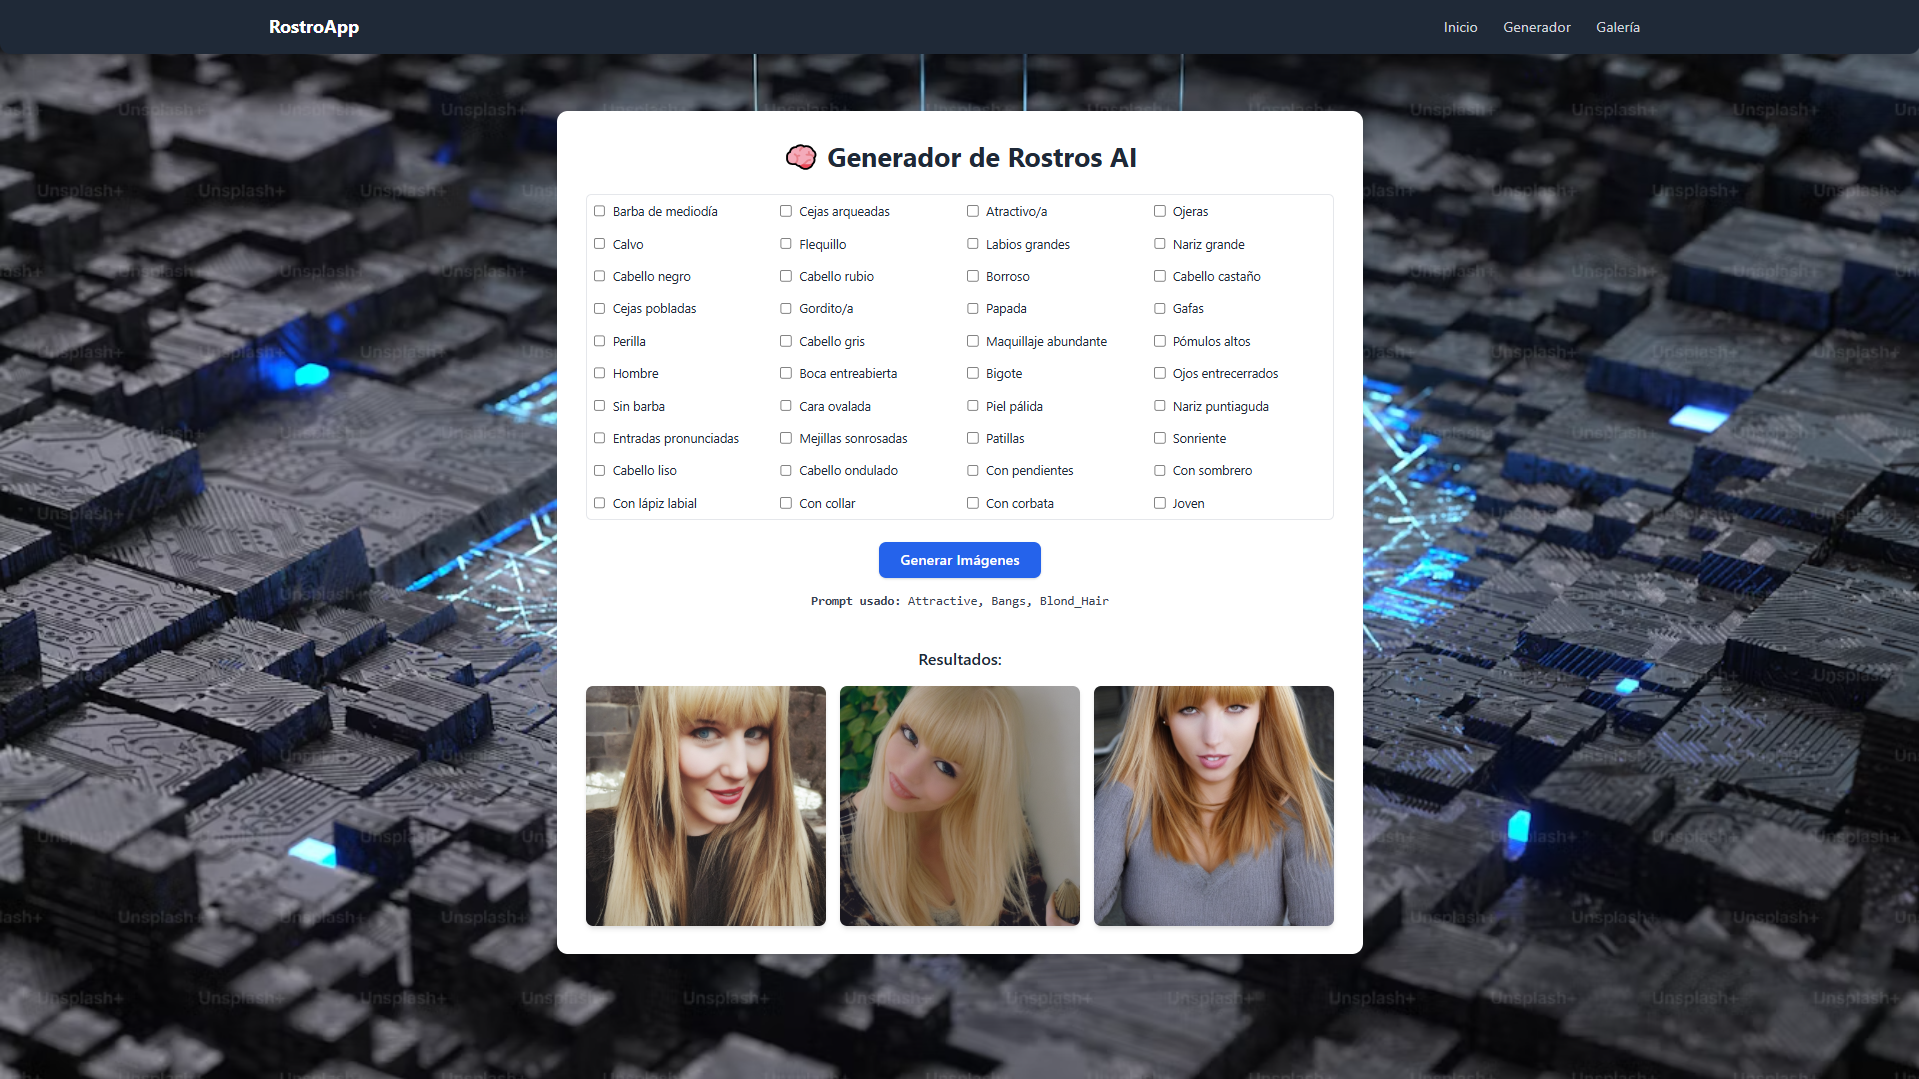 RostroApp
Inicio Generador Galería
Generador de Rostros AI
Barba de mediodía Cejas arqueadas Atractivo/a Ojeras
Calvo Flequillo Labios grandes Nariz grande
Cabello negro Cabello rubio Borroso Cabello castaño
Cejas pobladas Gordito/a Papada Gafas
Perilla Cabello gris Maquillaje abundante Pómulos altos
Hombre Boca entreabierta Bigote Ojos entrecerrados
Sin barba Cara ovalada Piel pálida Nariz puntiaguda
Entradas pronunciadas Mejillas sonrosadas Patillas Sonriente
Cabello liso Cabello ondulado Con pendientes Con sombrero
Con lápiz labial Con collar Con corbata Joven
Generar Imágenes
Prompt usado: Attractive, Bangs, Blond_Hair
Resultados:
Unsplash+